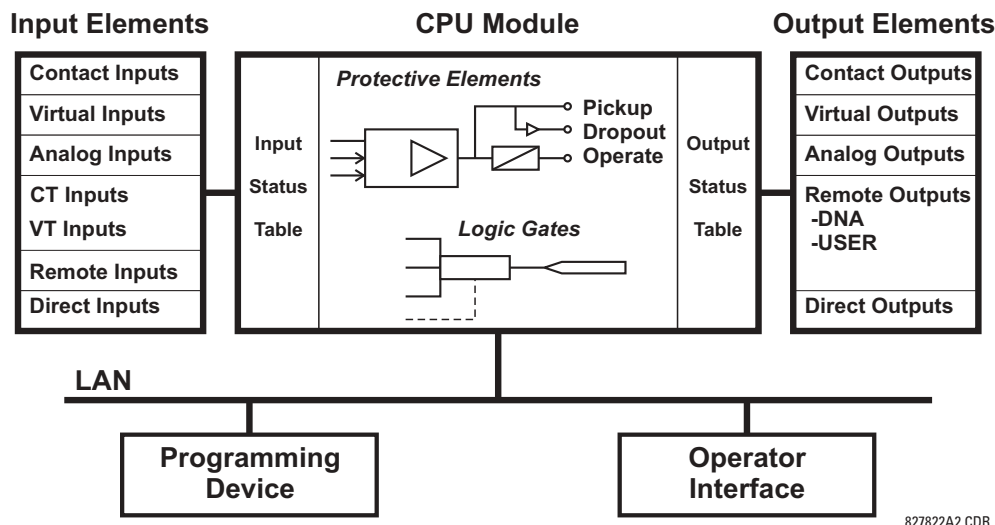 Input Elements
CPU Module
Output Elements
Contact Inputs
Virtual Inputs
Analog Inputs
CT Inputs
VT Inputs
Remote Inputs
Direct Inputs
Input
Status
Table
Protective Elements
Pickup
Dropout
Operate
Logic Gates
Output
Status
Table
Contact Outputs
Virtual Outputs
Analog Outputs
Remote Outputs
-DNA
-USER
Direct Outputs
LAN
Programming
Device
Operator
Interface
827822A2.CDR